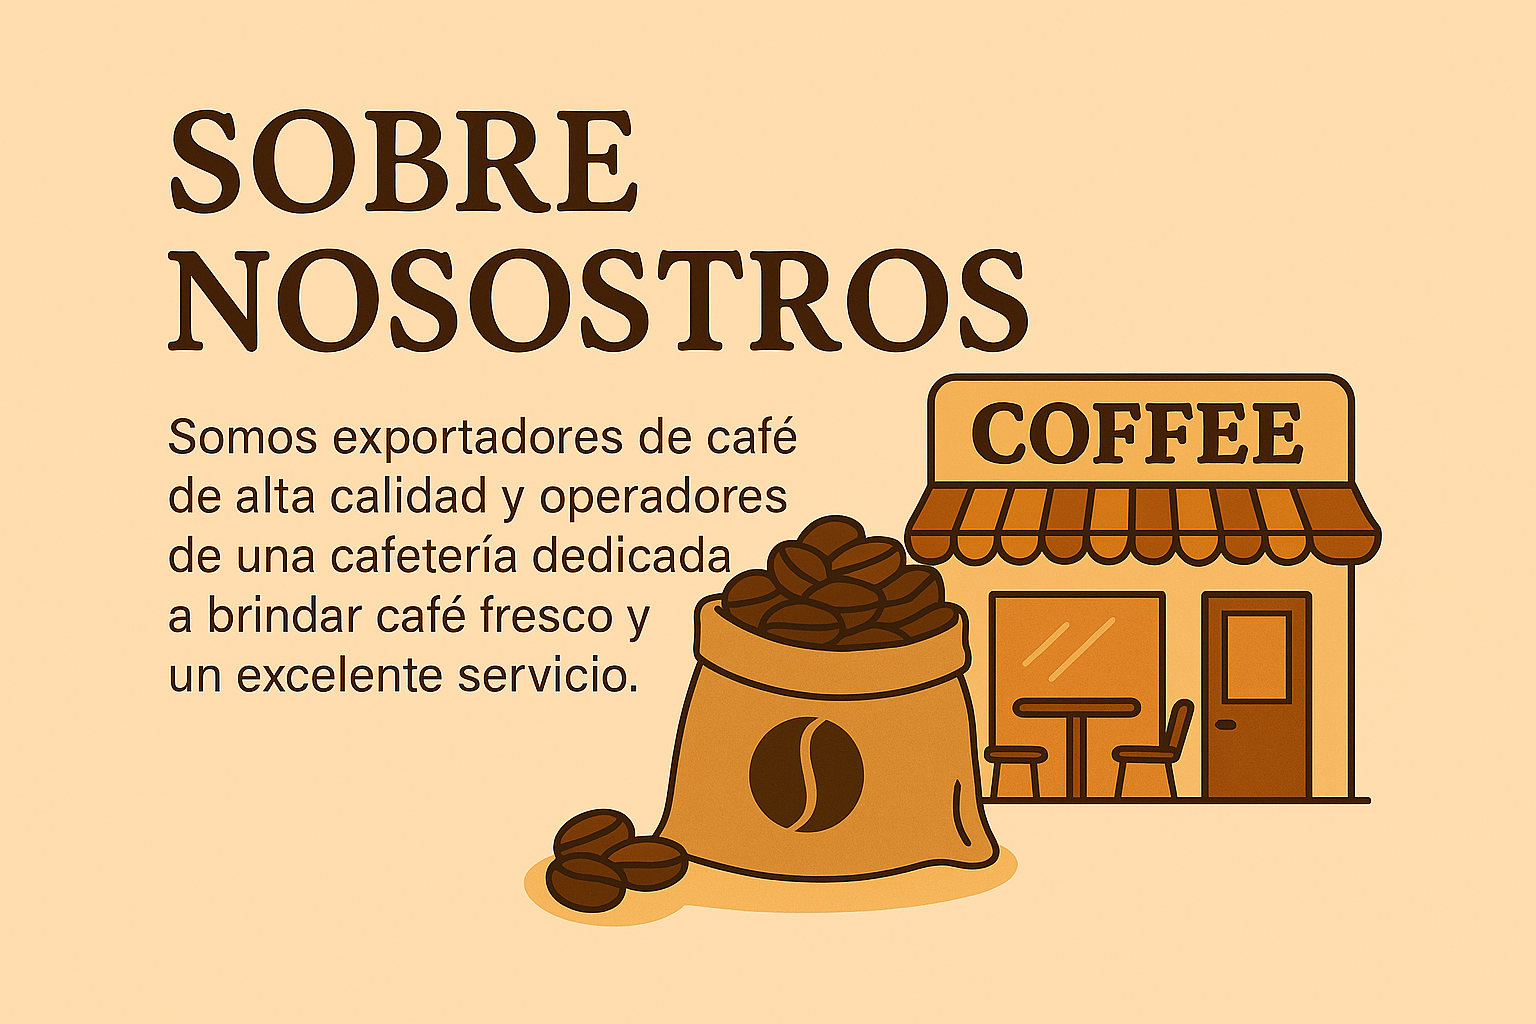 SOBRE
NOSOSTROS
Somos exportadores de café
de alta calidad y operadores
de una cafetería dedicada
a brindar café fresco y
un excelente servicio.
COFFEE